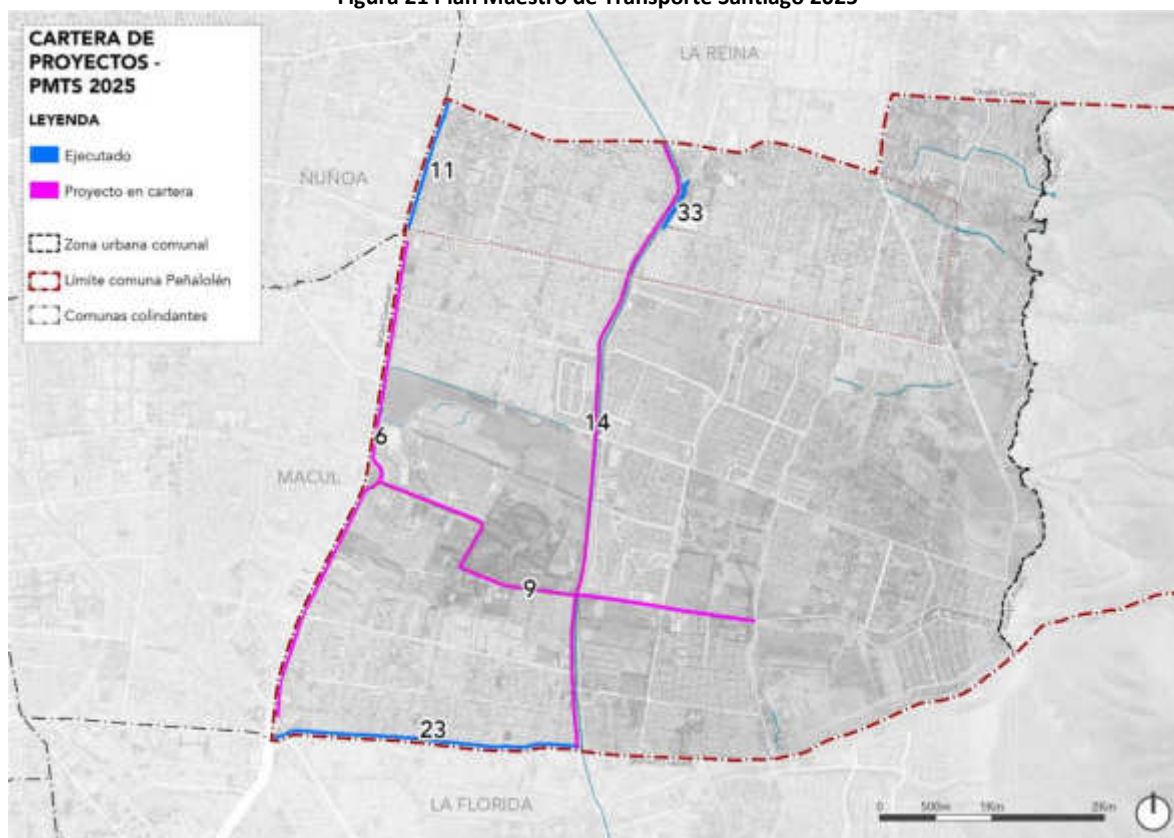 Figura 21 Plan Muestro de Transporte Santiago 2025
CARTERA DE
PROYECTOS -
PMTS 2025
LEYENDA
Ejecutado
Proyecto en cartera
Zona urbana comunal
Límite comuna Peñalolén
Comunas colindantes
LA REINA
ÑUÑOA
11
33
14
6
MACUL
9
23
LA FLORIDA
0
500m
1Km
2Km